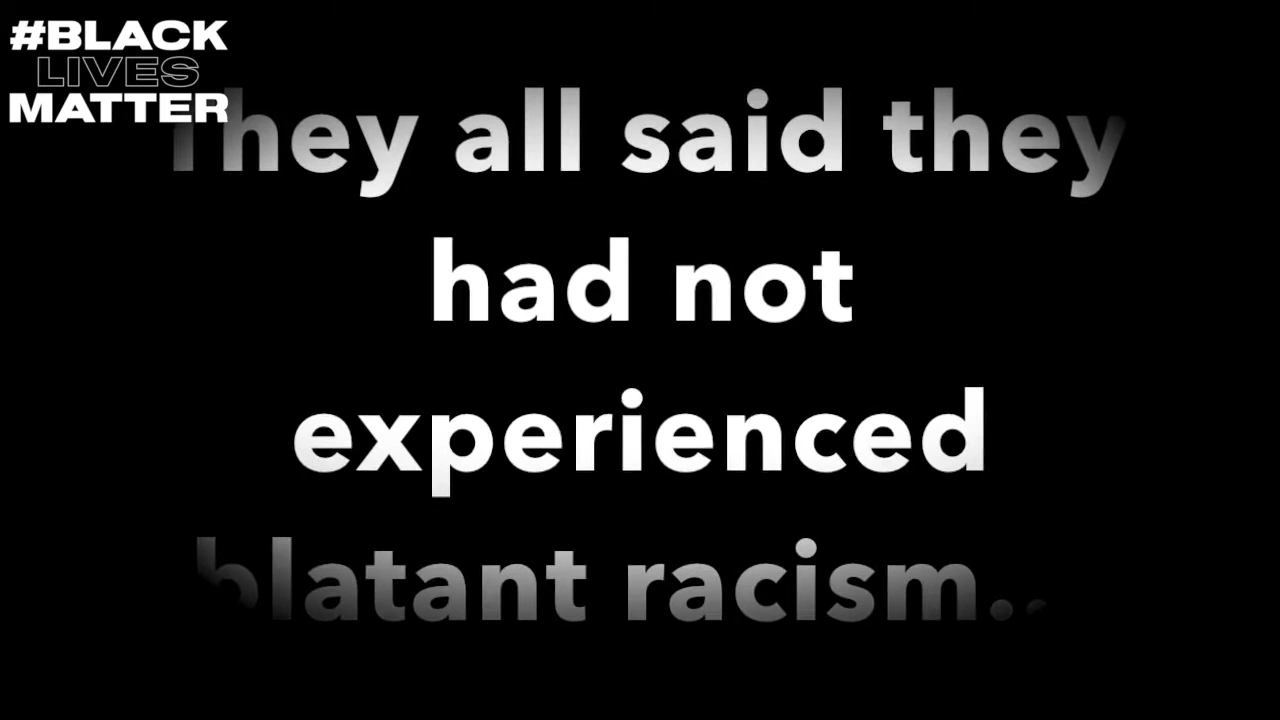 #BLACK
LIVES
MATTER
They all said they
had not
experienced
blatant racism..